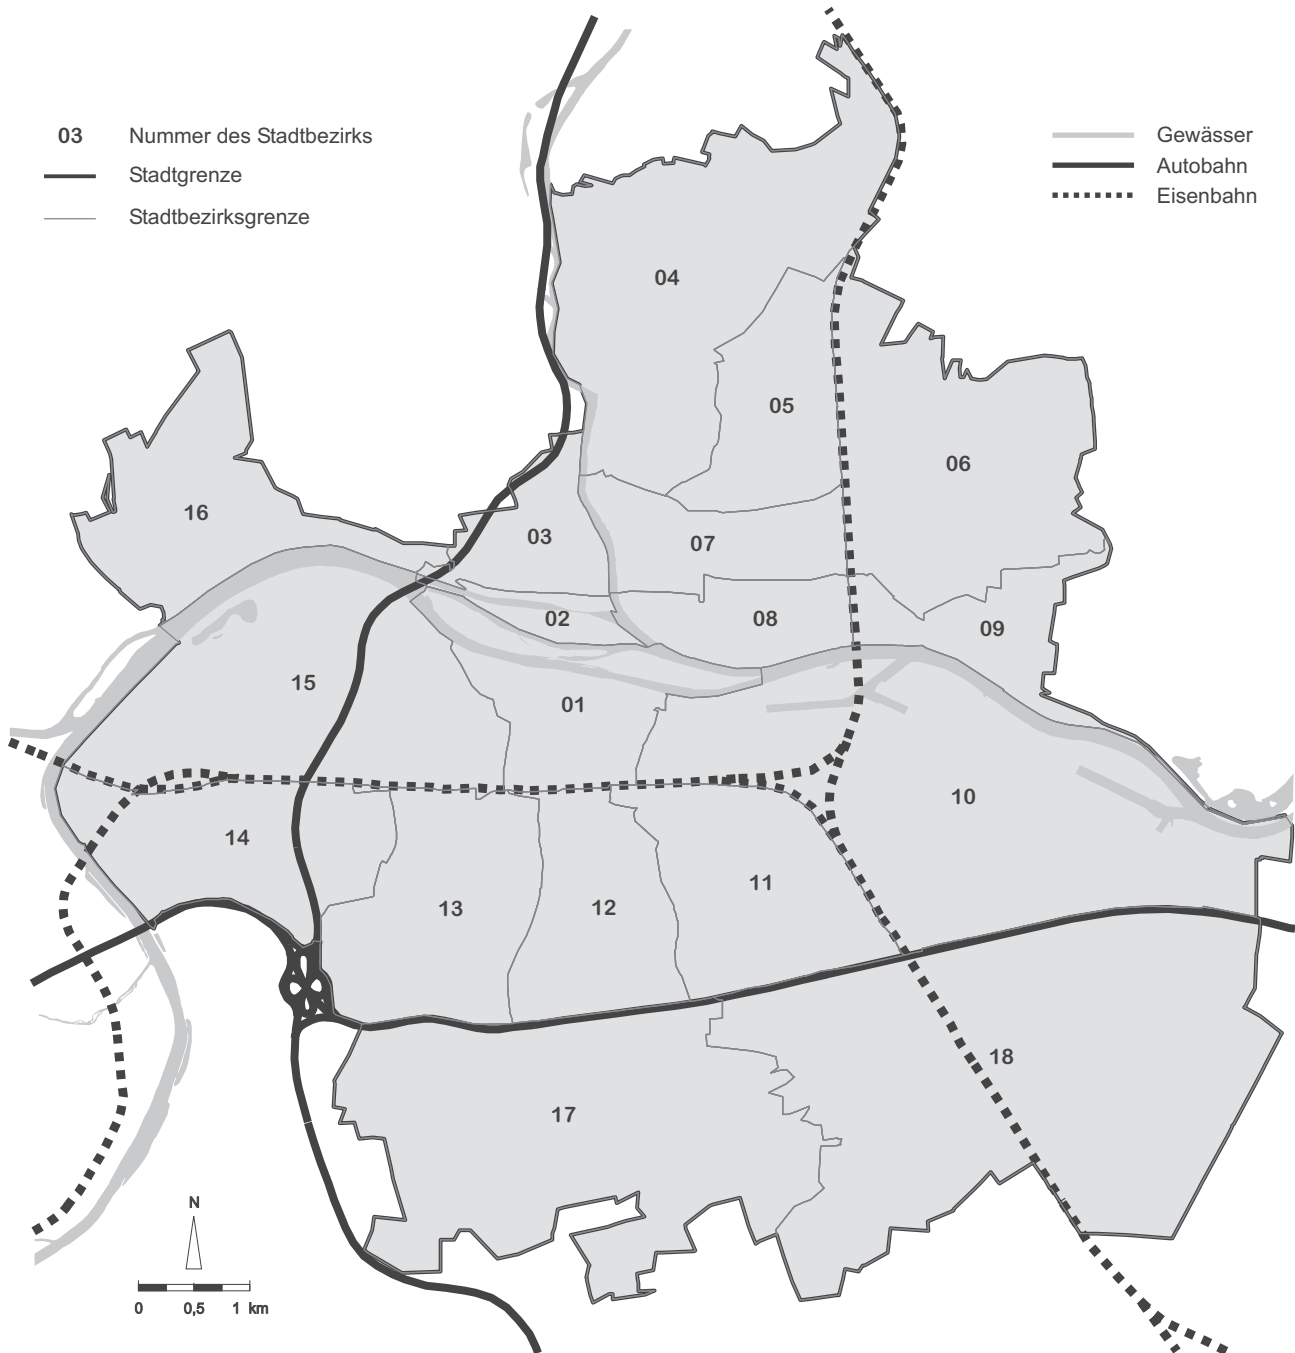 03 Nummer des Stadtbezirks
Stadtgrenze
Stadtbezirksgrenze
Gewässer
Autobahn
Eisenbahn
04
05
06
16
03
07
02
08
09
15
01
10
14
11
13
12
18
17
N
0 0,5 1 km